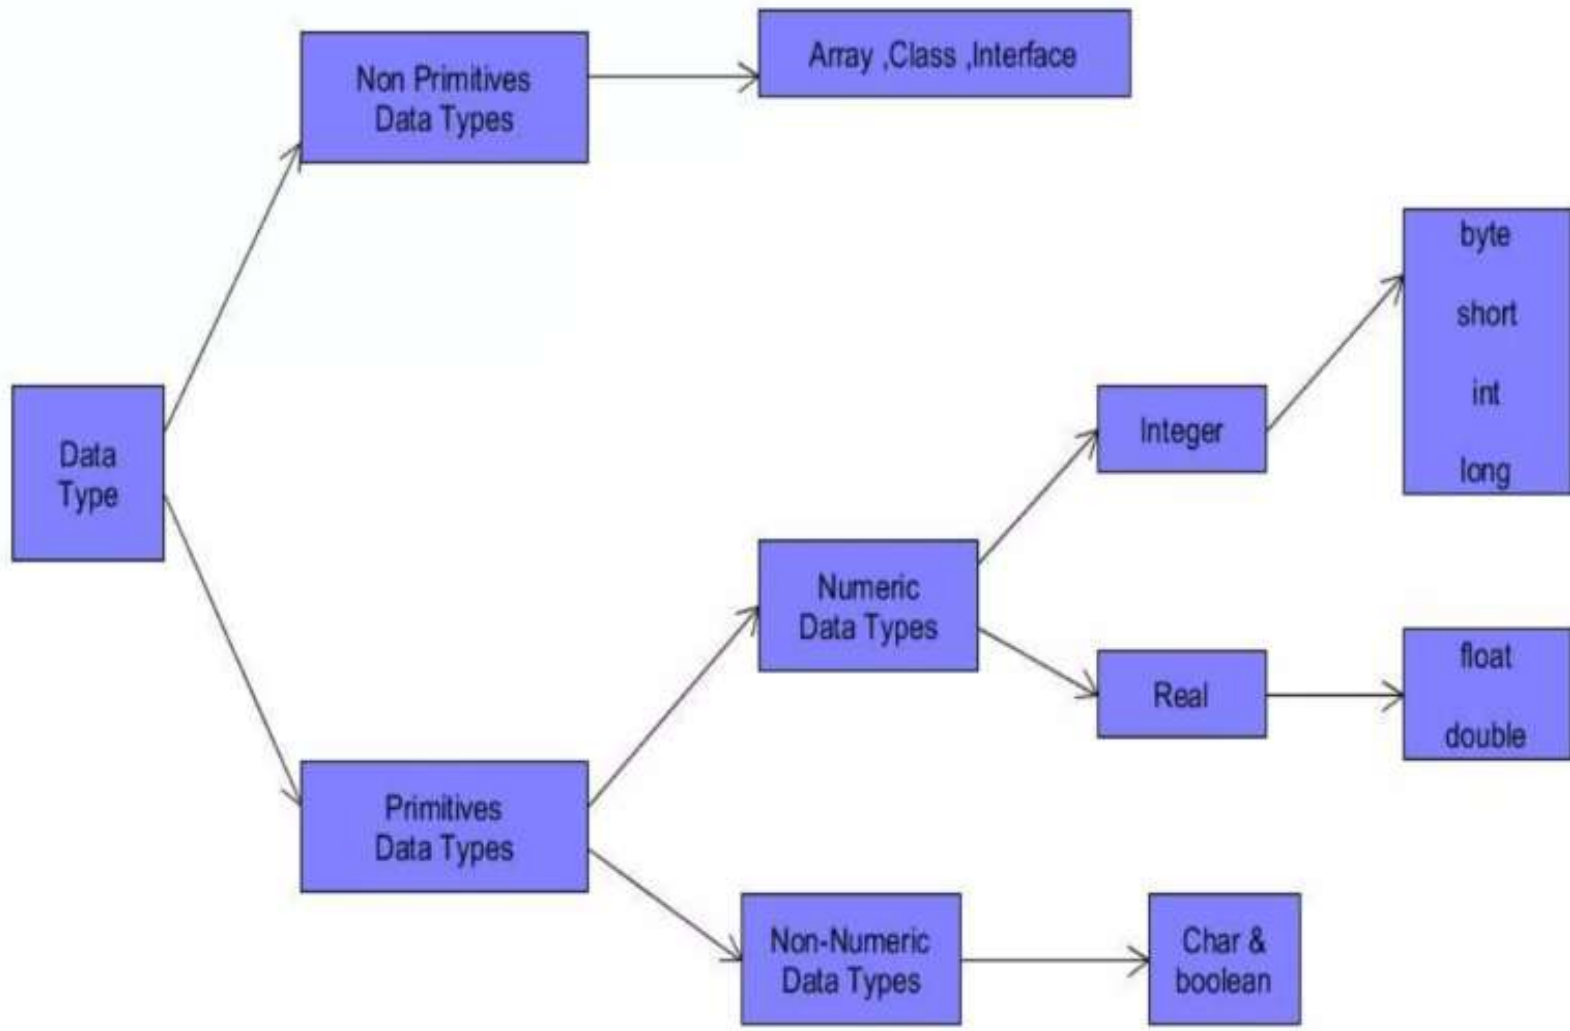 Non Primitives
Data Types
Array ,Class ,Interface
Data
Type
Primitives
Data Types
Numeric
Data Types
Integer
byte
short
int
long
Real
float
double
Non-Numeric
Data Types
Char &
boolean